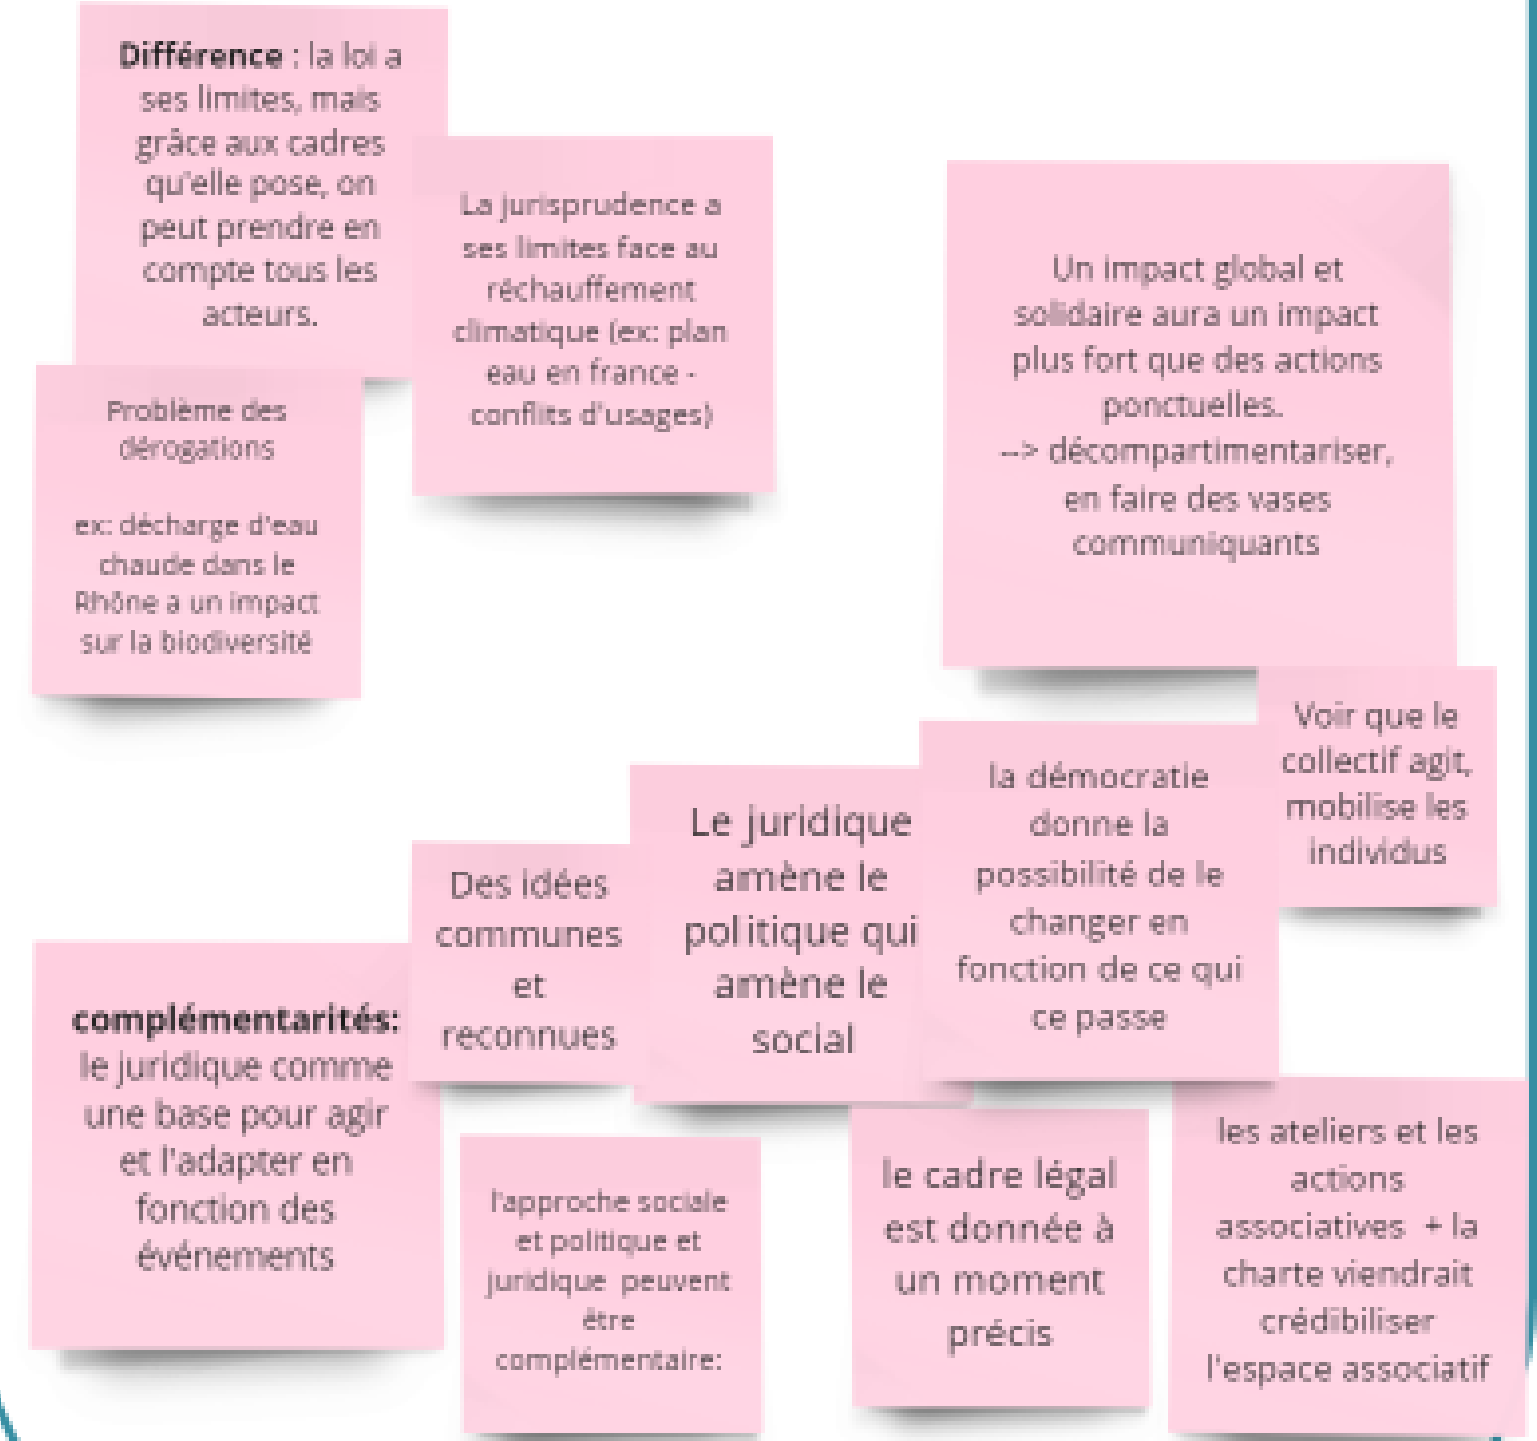 Différence : la loi a
ses limites, mais
grâce aux cadres
qu'elle pose, on
peut prendre en
compte tous les
acteurs.
La jurisprudence a
ses limites face au
réchauffement
climatique (ex: plan
eau en france -
conflits d'usages)
Problème des
dérogations
ex: décharge d'eau
chaude dans le
Rhône a un impact
sur la biodiversité
Un impact global et
solidaire aura un impact
plus fort que des actions
ponctuelles.
--> décompartimentariser,
en faire des vases
communiquants
Voir que le
collectif agit,
mobilise les
individus
la démocratie
donne la
possibilité de le
changer en
fonction de ce qui
ce passe
Le juridique
amène le
politique qui
amène le
social
Des idées
communes
et
reconnues
complémentarités:
le juridique comme
une base pour agir
et l'adapter en
fonction des
événements
l'approche sociale
et politique et
juridique  peuvent
être
complémentaire:
le cadre légal
est donnée à
un moment
précis
les ateliers et les
actions
associatives  + la
charte viendrait
crédibiliser
l'espace associatif